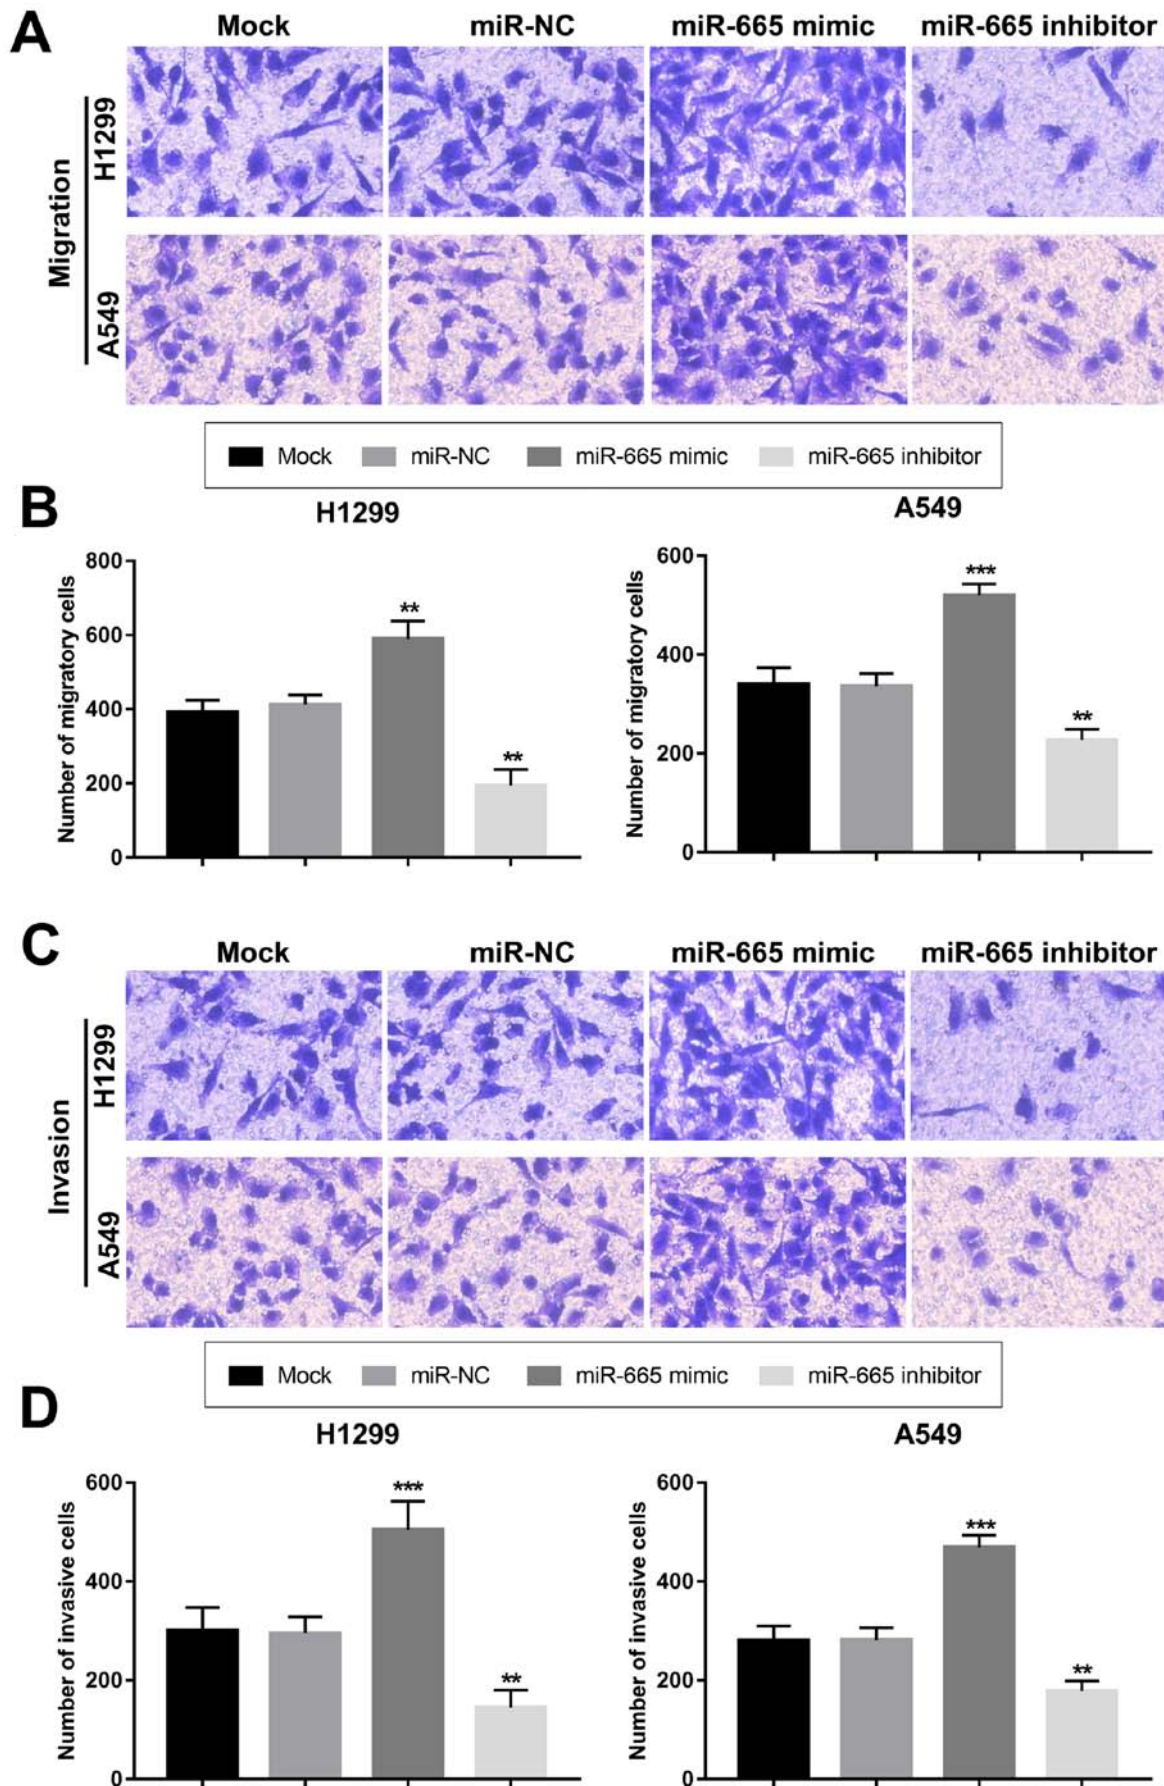 A
Mock miR-NC miR-665 mimic miR-665 inhibitor
Migration
H1299
A549
Mock miR-NC miR-665 mimic miR-665 inhibitor
B
H1299
Number of migratory cells
800
600
400
200
0
**
**
A549
Number of migratory cells
600
400
200
0
***
**
C
Mock miR-NC miR-665 mimic miR-665 inhibitor
Invasion
H1299
A549
Mock miR-NC miR-665 mimic miR-665 inhibitor
D
H1299
Number of invasive cells
600
400
200
0
***
**
A549
Number of invasive cells
600
400
200
0
***
**